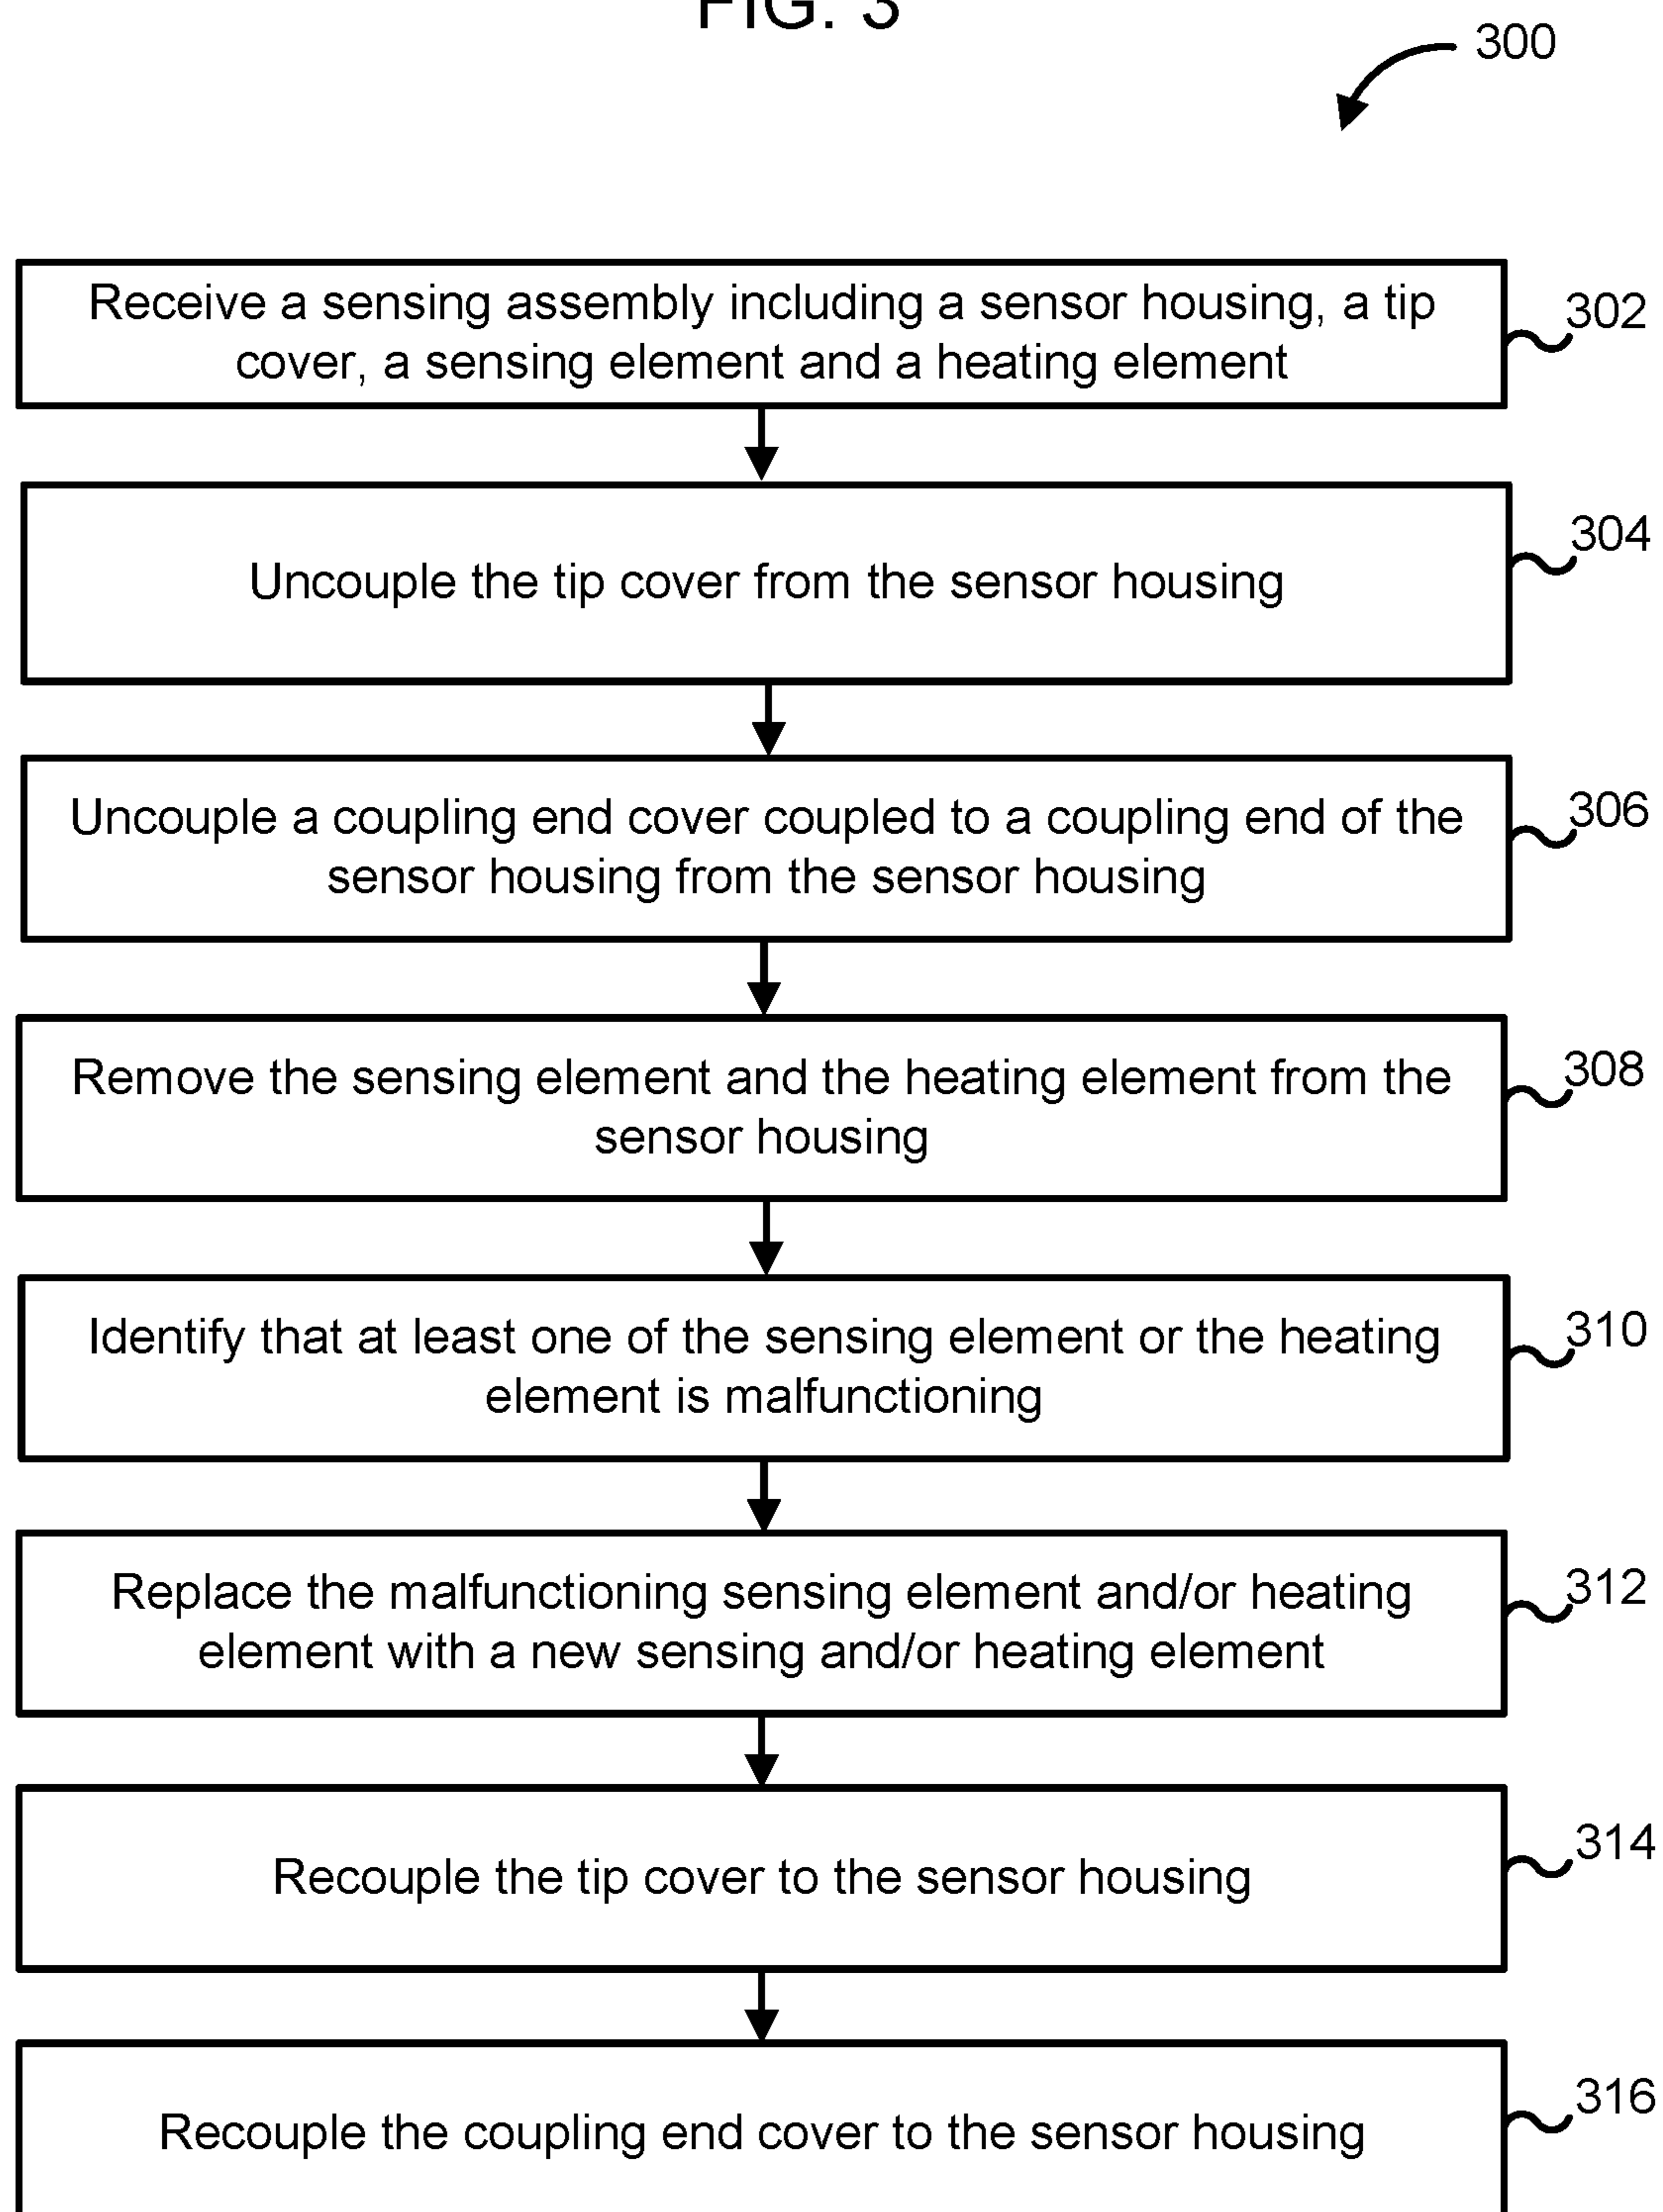 FIG. 3
300
Receive a sensing assembly including a sensor housing, a tip
cover, a sensing element and a heating element
302
Uncouple the tip cover from the sensor housing
304
Uncouple a coupling end cover coupled to a coupling end of the
sensor housing from the sensor housing
306
Remove the sensing element and the heating element from the
sensor housing
308
Identify that at least one of the sensing element or the heating
element is malfunctioning
310
Replace the malfunctioning sensing element and/or heating
element with a new sensing and/or heating element
312
Recouple the tip cover to the sensor housing
314
Recouple the coupling end cover to the sensor housing
316